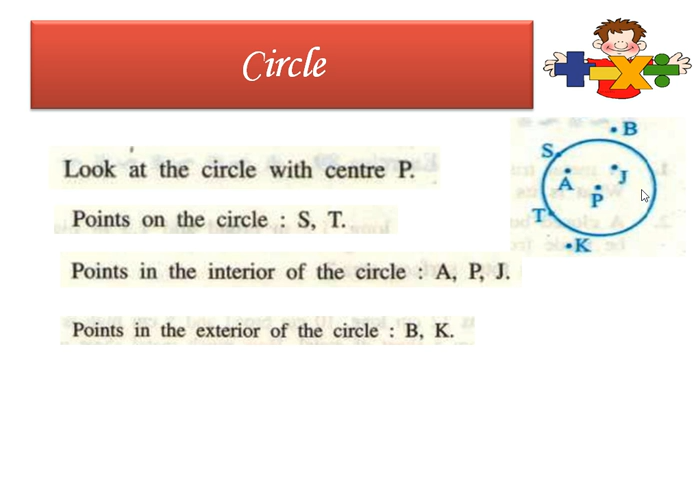 Circle
Look at the circle with centre P.
Points on the circle : S, T.
Points in the interior of the circle : A, P, J.
Points in the exterior of the circle : B, K.
B
S
A
J
P
T
K